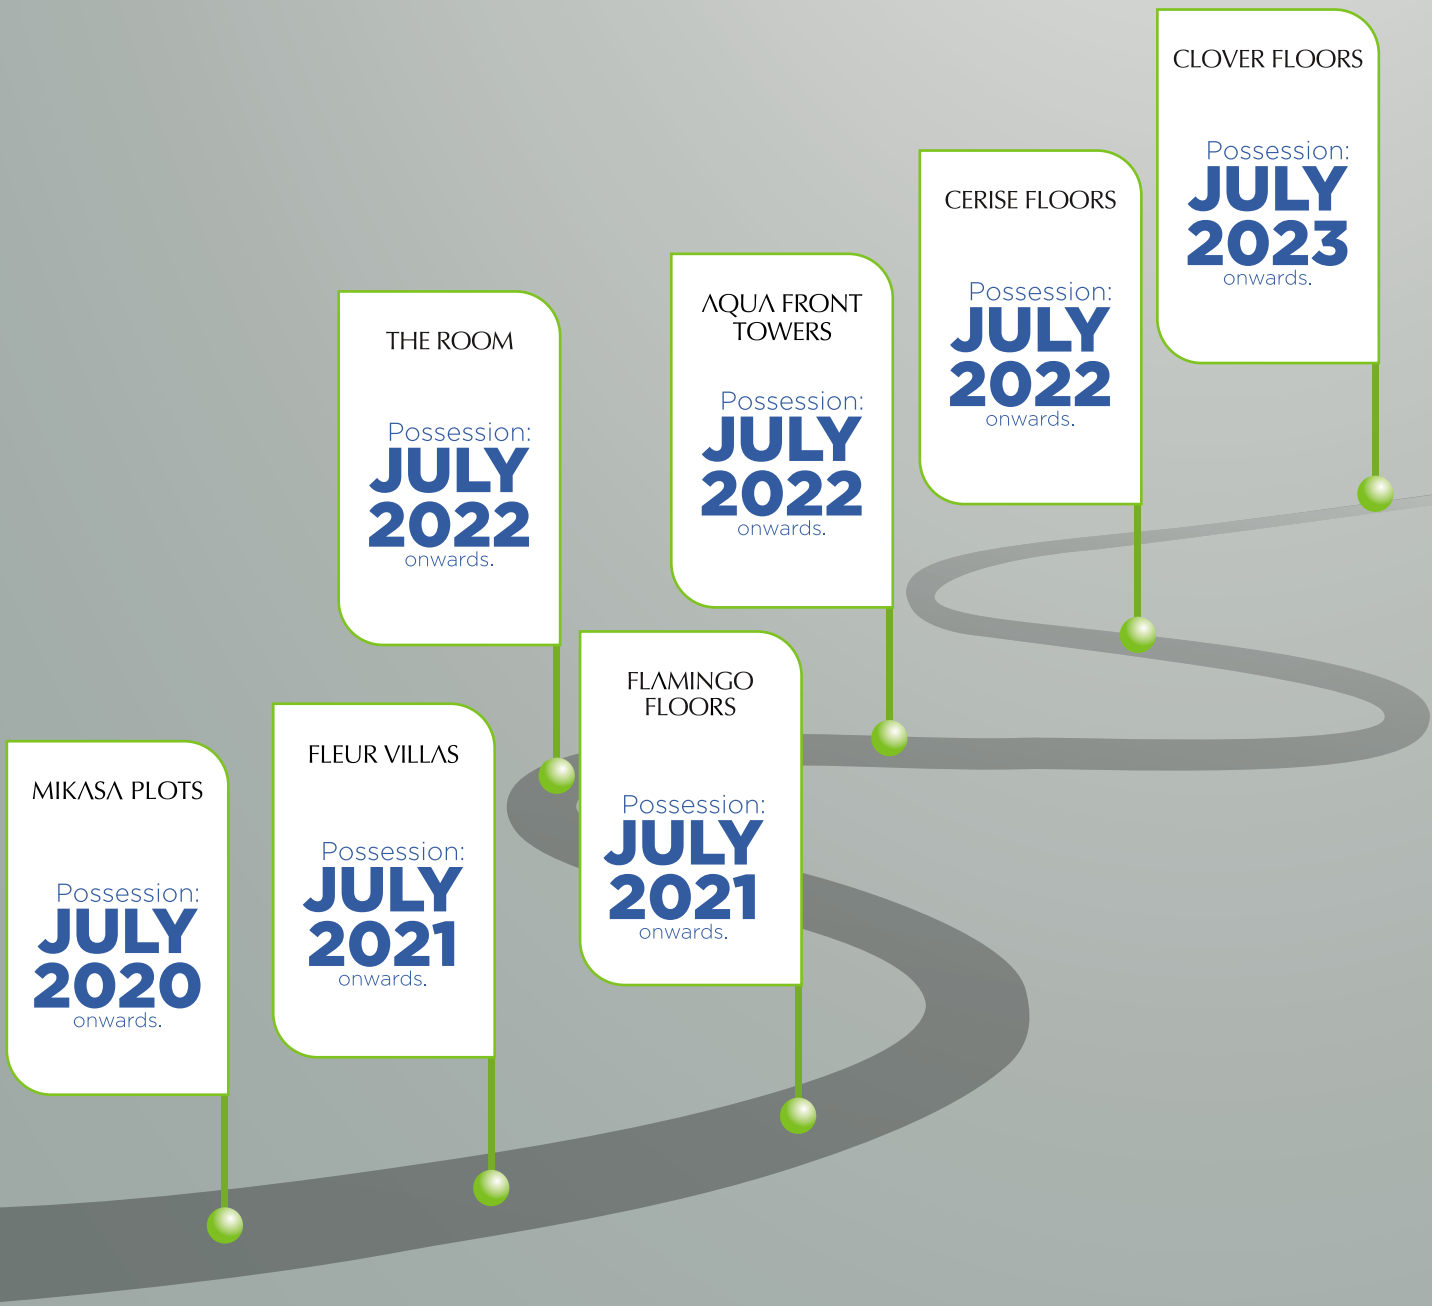 MIKASA PLOTS
Possession:
JULY
2020
onwards.
FLEUR VILLAS
Possession:
JULY
2021
onwards.
FLAMINGO
FLOORS
Possession:
JULY
2021
onwards.
THE ROOM
Possession:
JULY
2022
onwards.
AQUA FRONT
TOWERS
Possession:
JULY
2022
onwards.
CERISE FLOORS
Possession:
JULY
2022
onwards.
CLOVER FLOORS
Possession:
JULY
2023
onwards.